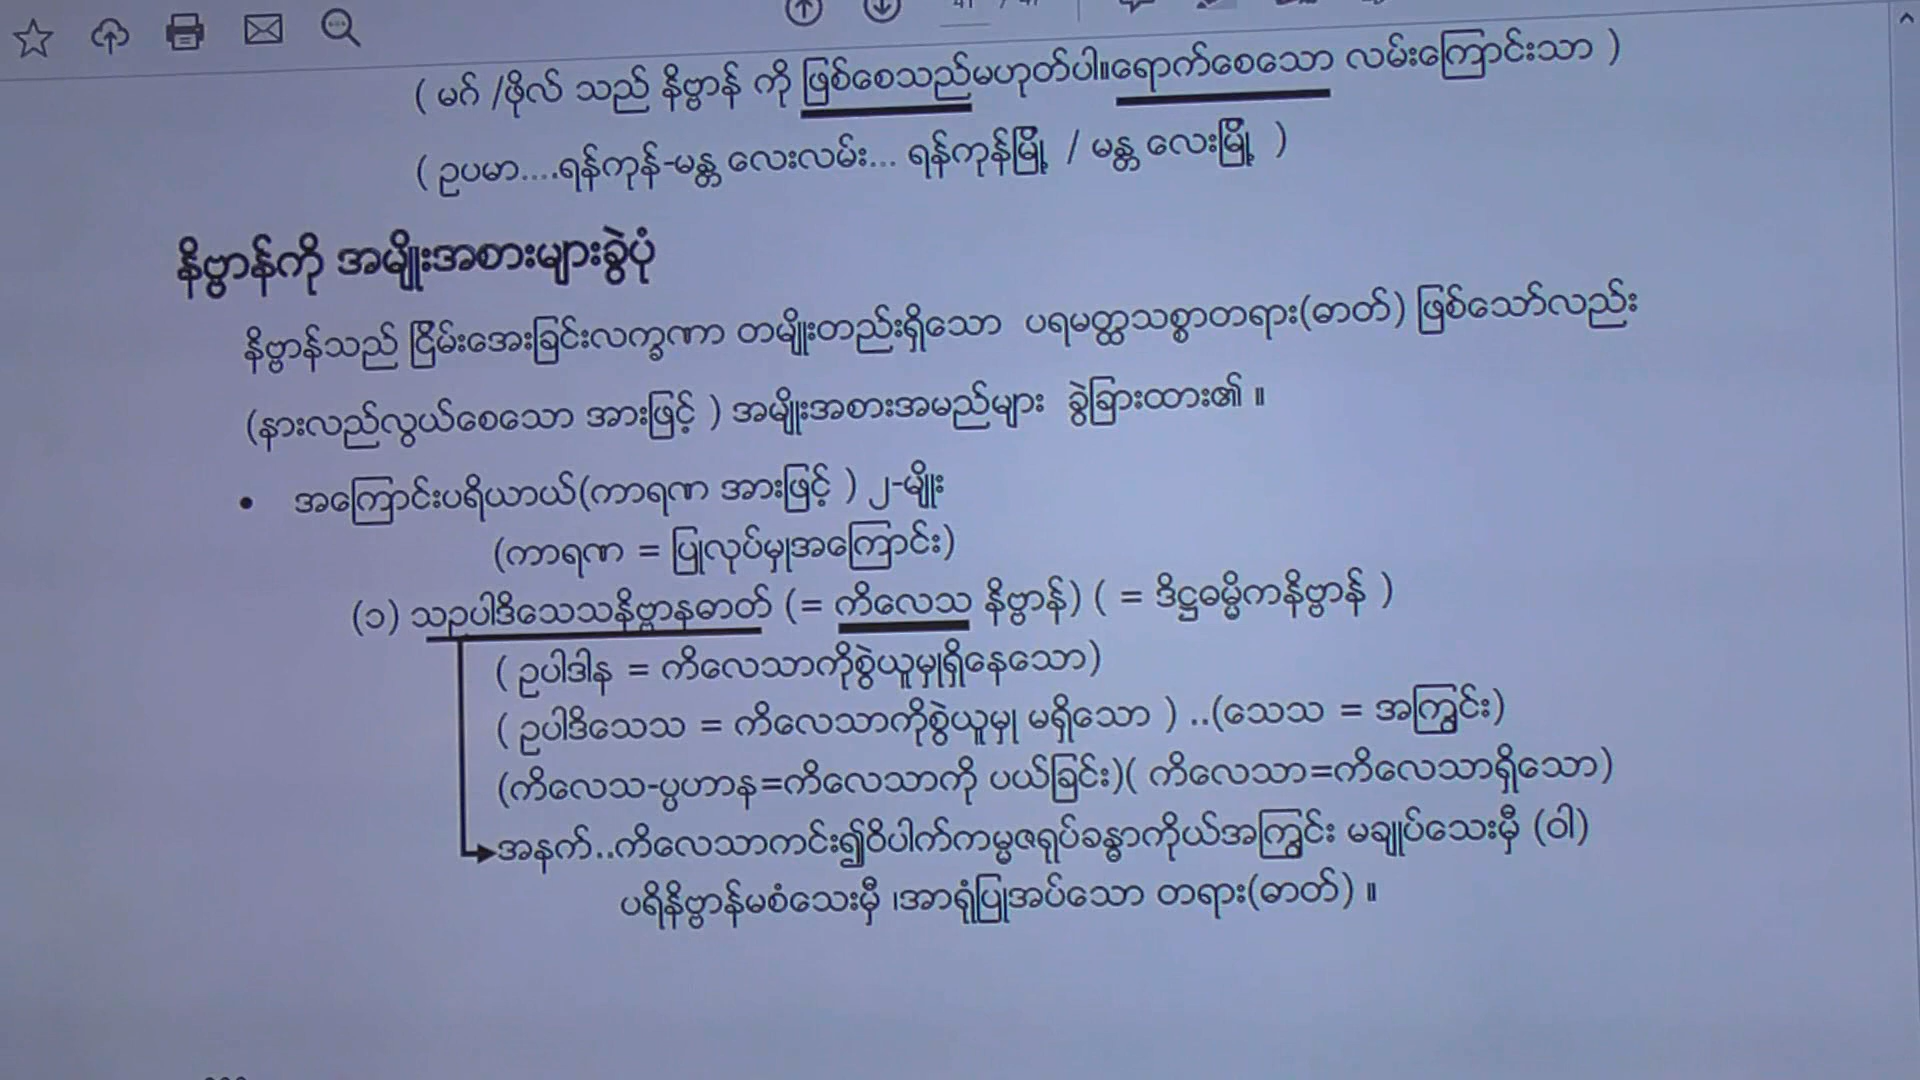 ( မဂ် /ဖိုလ် သည် နိဗ္ဗာန် ကို ဖြစ်စေသည်မဟုတ်ပါ။ရောက်စေသော လမ်းကြောင်းသာ )
( ဥပမာ....ရန်ကုန်-မန္တ လေးလမ်း... ရန်ကုန်မြို့ / မန္တ လေးမြို့ )
နိဗ္ဗာန်ကို အမျိုးအစားများခွဲပုံ
နိဗ္ဗာန်သည် ငြိမ်းအေးခြင်းလက္ခဏာ တမျိုးတည်းရှိသော ပရမတ္ထသစ္စာတရား(ဓာတ်) ဖြစ်သော်လည်း
(နားလည်လွယ်စေသော အားဖြင့် ) အမျိုးအစားအမည်များ ခွဲခြားထား၏ ။
• အကြောင်းပရိယာယ်(ကာရဏ အားဖြင့် ) ၂-မျိုး
(ကာရဏ = ပြုလုပ်မှုအကြောင်း)
(၁) သဥပါဒိသေသနိဗ္ဗာနဓာတ် (= ကိလေသ နိဗ္ဗာန်) ( = ဒိဋ္ဌဓမ္မိကနိဗ္ဗာန် )
( ဥပါဒါန = ကိလေသာကိုစွဲယူမှုရှိနေသော)
( ဥပါဒိသေသ = ကိလေသာကိုစွဲယူမှု မရှိသော ) ..(သေသ = အကြွင်း)
(ကိလေသ-ပ္ပဟာန=ကိလေသာကို ပယ်ခြင်း)( ကိလေသာ=ကိလေသာရှိသော)
အနက်..ကိလေသာကင်း၍ဝိပါက်ကမ္မဇရုပ်ခန္ဓာကိုယ်အကြွင်း မချုပ်သေးမှီ (ဝါ)
ပရိနိဗ္ဗာန်မစံသေးမှီ ၊အာရုံပြုအပ်သော တရား(ဓာတ်) ။